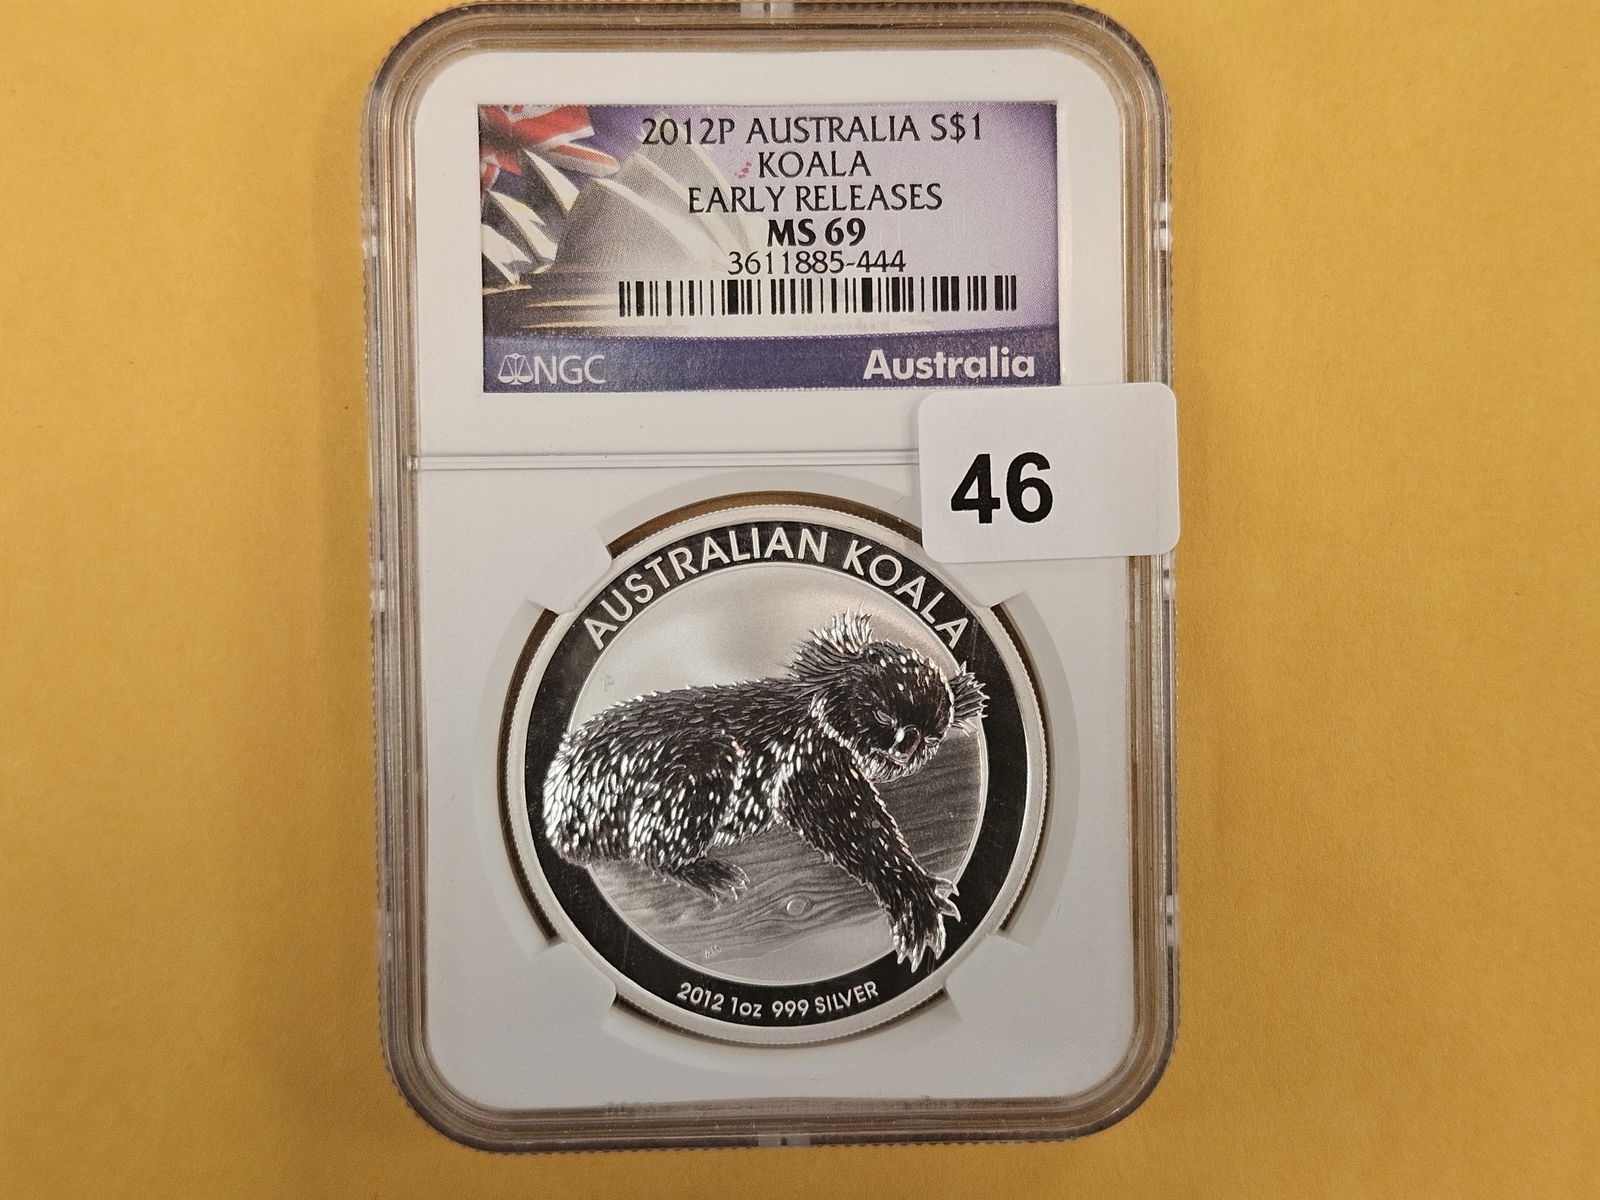 2012P AUSTRALIA S$1
KOALA
EARLY RELEASES
MS 69
3611885-444
NGC
Australia
46
AUSTRALIAN KOALA
2012 1oz 999 SILVER